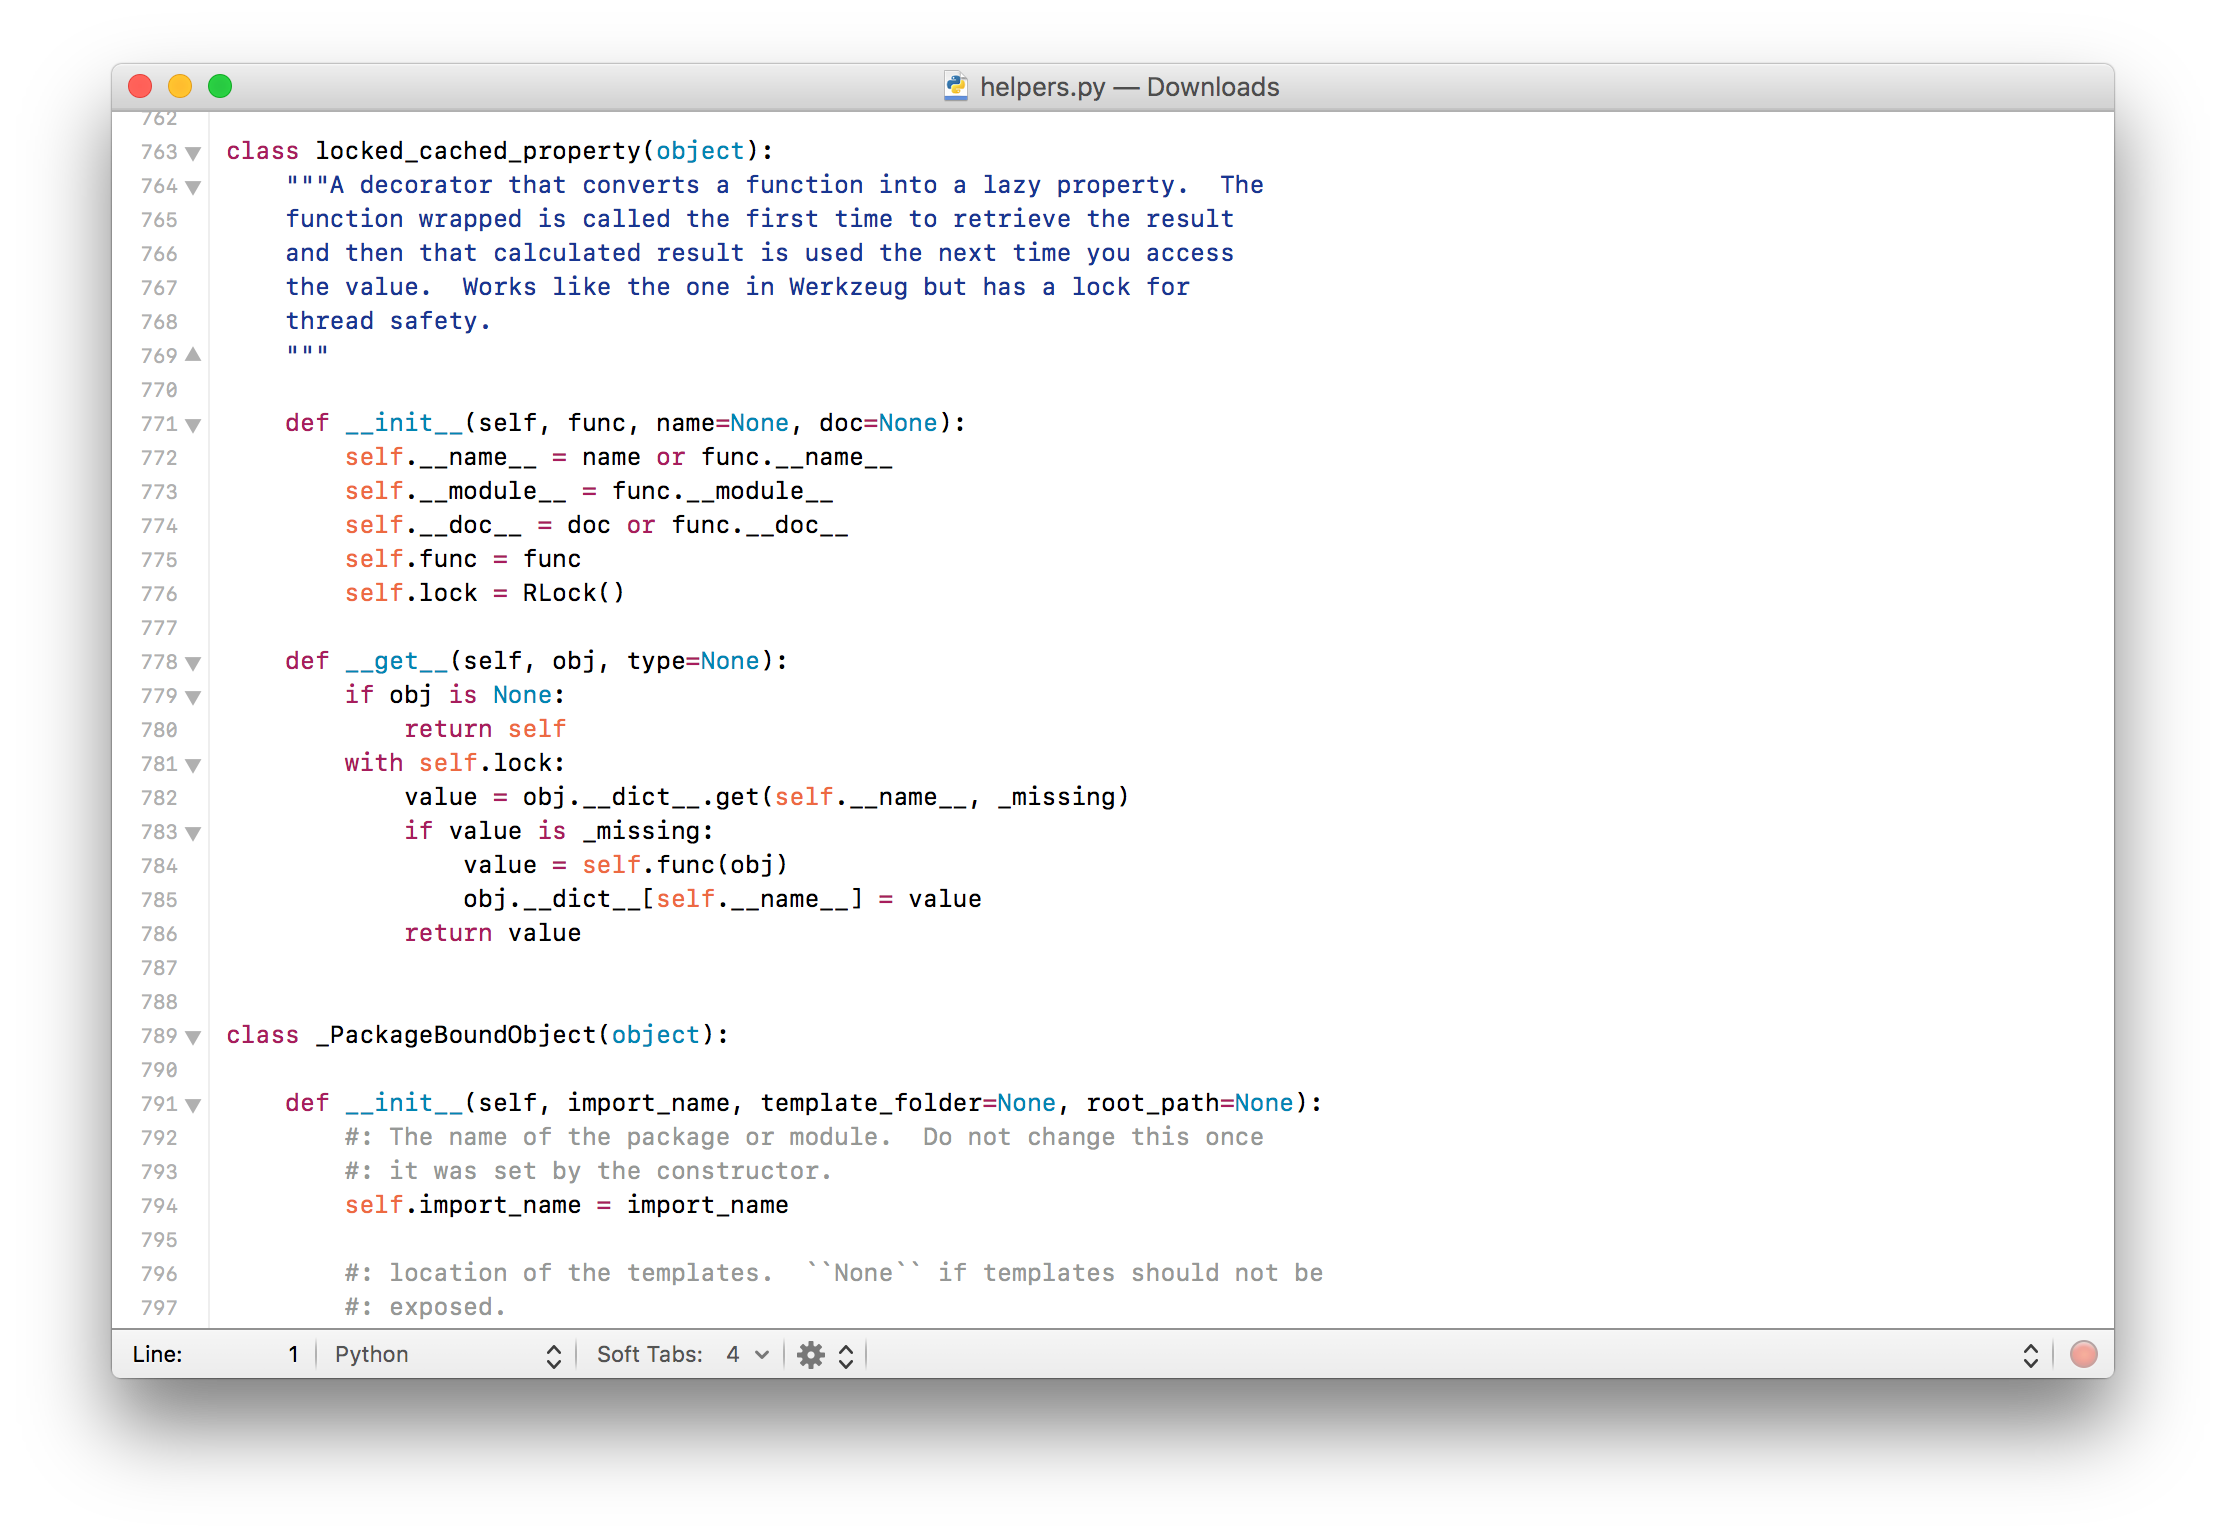 helpers.py — Downloads
762
763 class locked_cached_property(object):
764     """A decorator that converts a function into a lazy property.  The
765     function wrapped is called the first time to retrieve the result
766     and then that calculated result is used the next time you access
767     the value.  Works like the one in Werkzeug but has a lock for
768     thread safety.
769     """
770
771     def __init__(self, func, name=None, doc=None):
772         self.__name__ = name or func.__name__
773         self.__module__ = func.__module__
774         self.__doc__ = doc or func.__doc__
775         self.func = func
776         self.lock = RLock()
777
778     def __get__(self, obj, type=None):
779         if obj is None:
780             return self
781         with self.lock:
782             value = obj.__dict__.get(self.__name__, _missing)
783             if value is _missing:
784                 value = self.func(obj)
785                 obj.__dict__[self.__name__] = value
786             return value
787
788
789 class _PackageBoundObject(object):
790
791     def __init__(self, import_name, template_folder=None, root_path=None):
792         #: The name of the package or module.  Do not change this once
793         #: it was set by the constructor.
794         self.import_name = import_name
795
796         #: location of the templates.  ``None`` if templates should not be
797         #: exposed.
Line: 1 Python Soft Tabs: 4